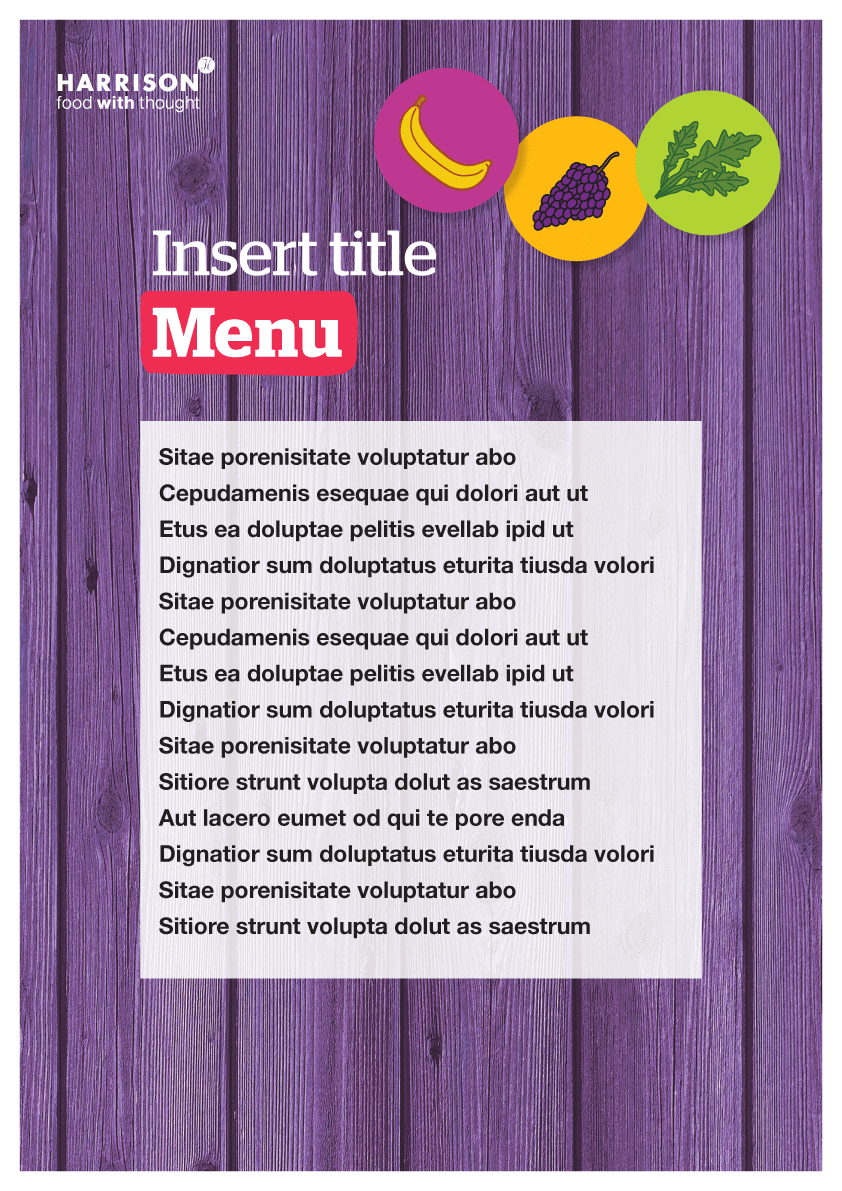 HARRISON
food with thought
Insert title
Menu
Sitae porenisitate voluptatur abo
Cepudamenis esequae qui dolori aut ut
Etus ea doluptae pelitis evellab ipid ut
Dignatior sum doluptatus eturita tiusda volori
Sitae porenisitate voluptatur abo
Cepudamenis esequae qui dolori aut ut
Etus ea doluptae pelitis evellab ipid ut
Dignatior sum doluptatus eturita tiusda volori
Sitae porenisitate voluptatur abo
Sitiore strunt volupta dolut as saestrum
Aut lacero eumet od qui te pore enda
Dignatior sum doluptatus eturita tiusda volori
Sitae porenisitate voluptatur abo
Sitiore strunt volupta dolut as saestrum